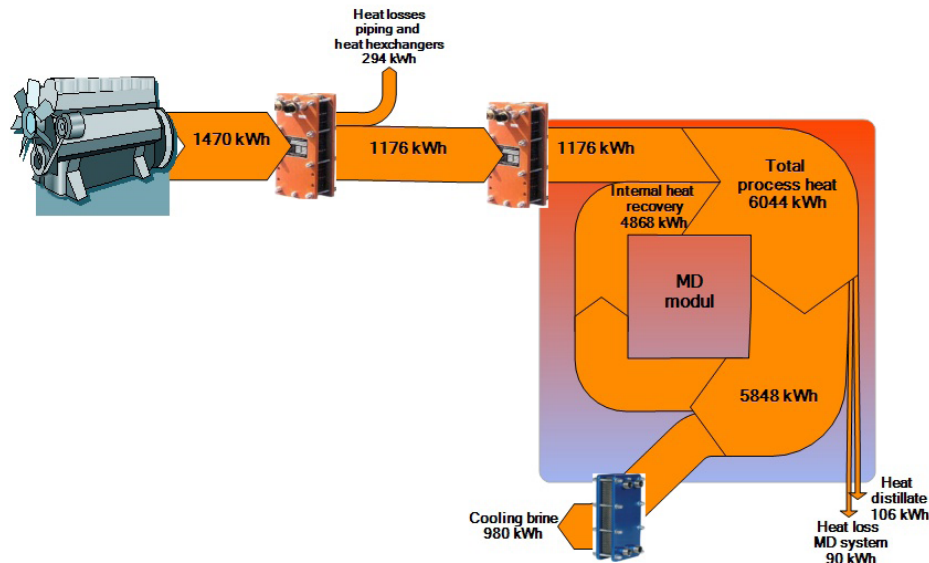 Heat losses
piping and
heat hexchangers
294 kWh
1470 kWh
1176 kWh
1176 kWh
Total
process heat
6044 kWh
Internal heat
recovery
4868 kWh
MD
modul
5848 kWh
Cooling brine
980 kWh
Heat
distillate
106 kWh
Heat loss
MD system
90 kWh